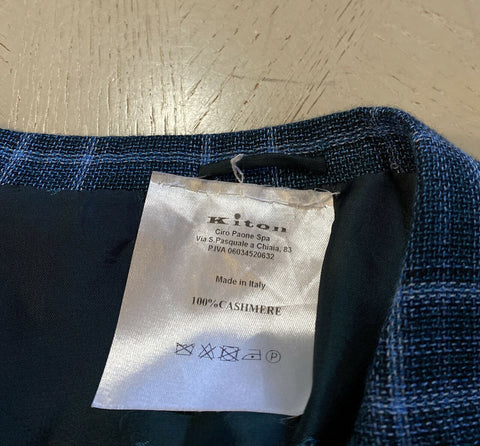 Kiton
Ciro Paone Spa
Via S.Pasquale a Chiaia, 83
P.IVA 06034520632
Made in Italy
100%CASHMERE
P